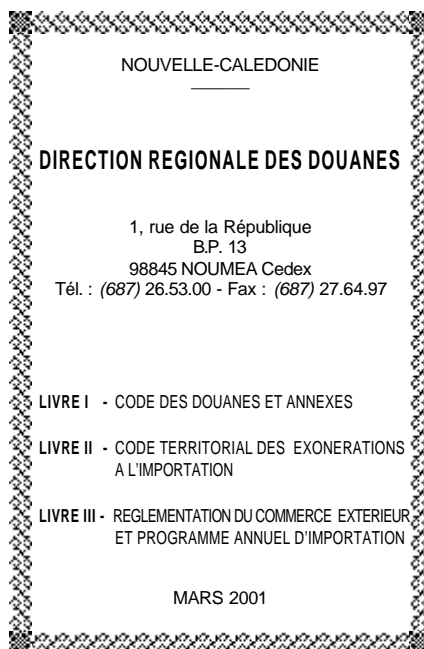 NOUVELLE-CALEDONIE
DIRECTION REGIONALE DES DOUANES
1, rue de la République
B.P. 13
98845 NOUMEA Cedex
Tél. : (687) 26.53.00 - Fax : (687) 27.64.97
LIVRE I - CODE DES DOUANES ET ANNEXES
LIVRE II - CODE TERRITORIAL DES EXONERATIONS
A L'IMPORTATION
LIVRE III - REGLEMENTATION DU COMMERCE EXTERIEUR
ET PROGRAMME ANNUEL D'IMPORTATION
MARS 2001